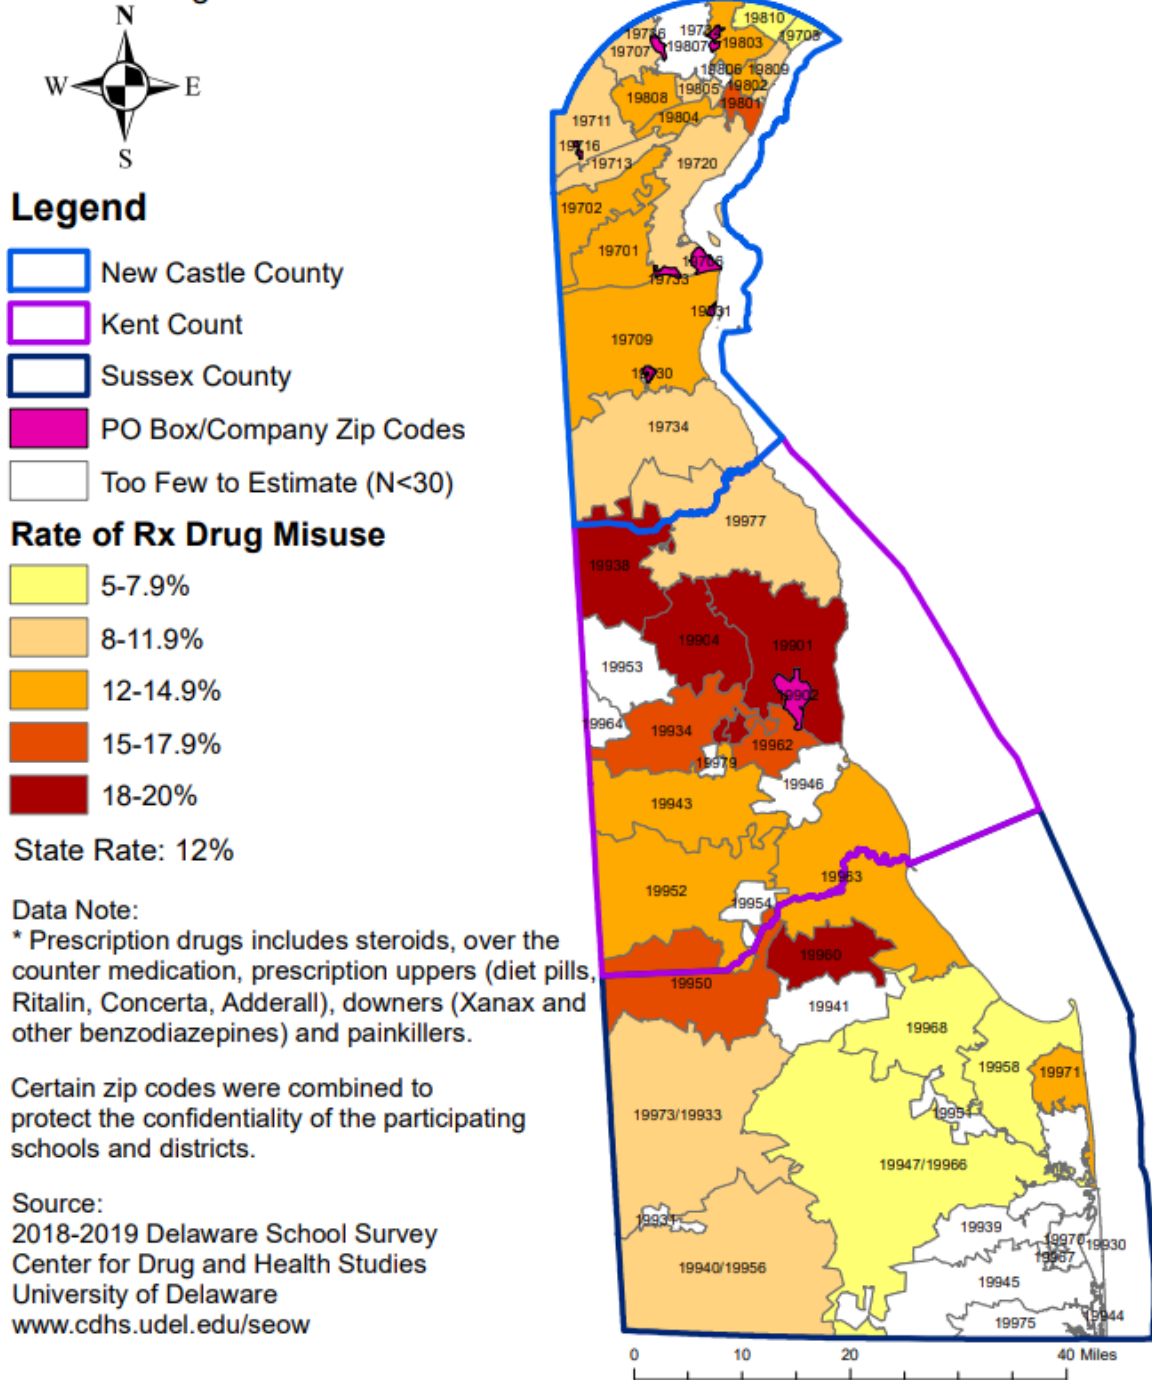 N
W E
S
Legend
New Castle County
Kent Count
Sussex County
PO Box/Company Zip Codes
Too Few to Estimate (N<30)
Rate of Rx Drug Misuse
5-7.9%
8-11.9%
12-14.9%
15-17.9%
18-20%
State Rate: 12%
Data Note:
* Prescription drugs includes steroids, over the
counter medication, prescription uppers (diet pills,
Ritalin, Concerta, Adderall), downers (Xanax and
other benzodiazepines) and painkillers.
Certain zip codes were combined to
protect the confidentiality of the participating
schools and districts.
Source:
2018-2019 Delaware School Survey
Center for Drug and Health Studies
University of Delaware
www.cdhs.udel.edu/seow
19810
19703
19803
19807
19707
19806
19809
19802
19805
19808
19801
19804
19711
19713
19720
19702
19701
19733
19709
19734
19977
19938
19904
19901
19953
19902
19964
19934
19962
19979
19946
19943
19963
19952
19954
19960
19950
19941
19968
19958
19971
19973/19933
19951
19947/19966
19931
19939
19970
19930
19967
19940/19956
19945
19944
19975
0 10 20 40 Miles